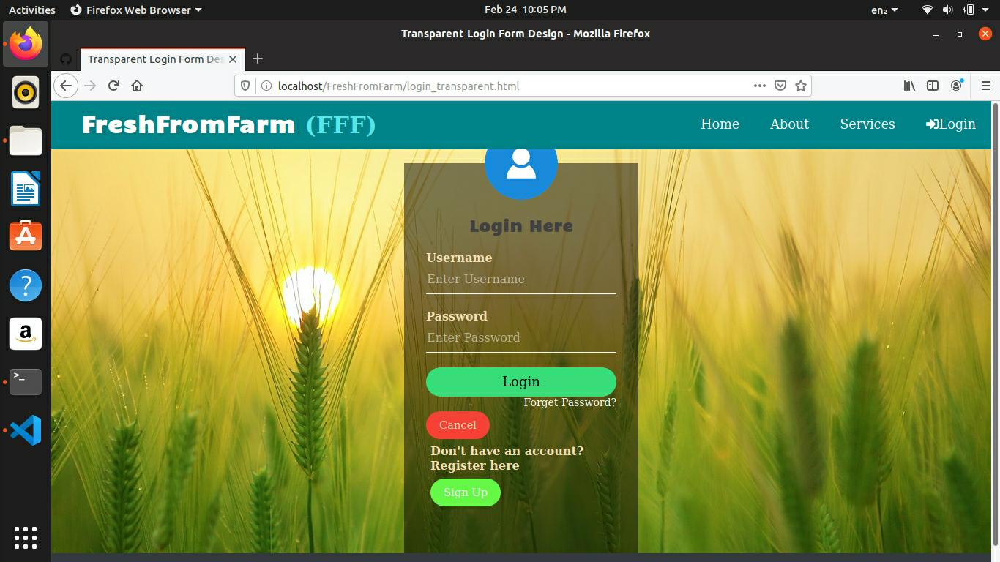 Activities Firefox Web Browser Feb 24 10:05 PM en₂
Transparent Login Form Design - Mozilla Firefox
Transparent Login Form Des
localhost/FreshFromFarm/login_transparent.html
FreshFromFarm (FFF) Home About Services Login
Login Here
Username
Enter Username
Password
Enter Password
Login
Forget Password?
Cancel
Don't have an account?
Register here
Sign Up